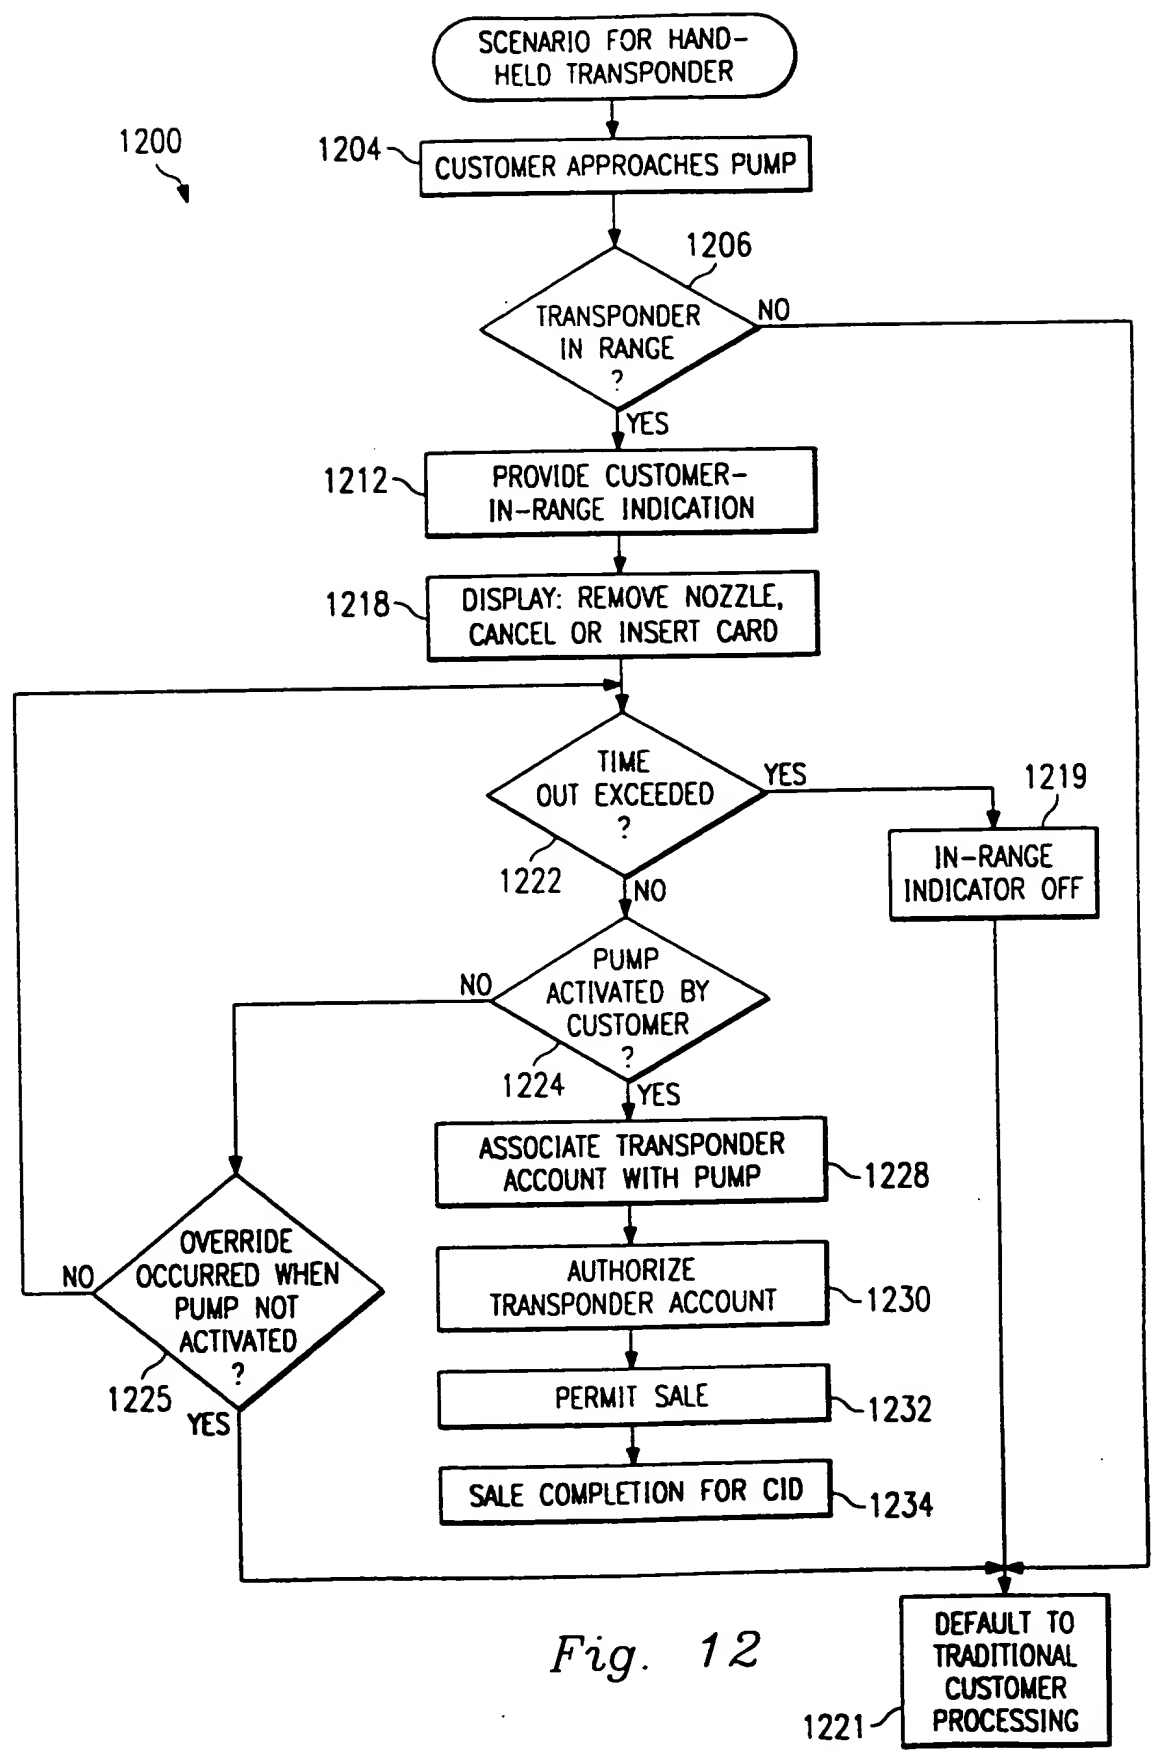 SCENARIO FOR HAND-
HELD TRANSPONDER
1200
1204
CUSTOMER APPROACHES PUMP
1206
TRANSPONDER
IN RANGE
?
NO
YES
1212
PROVIDE CUSTOMER-
IN-RANGE INDICATION
1218
DISPLAY: REMOVE NOZZLE,
CANCEL OR INSERT CARD
TIME
OUT EXCEEDED
?
YES
1222
NO
1219
IN-RANGE
INDICATOR OFF
PUMP
ACTIVATED BY
CUSTOMER
?
NO
1224
YES
ASSOCIATE TRANSPONDER
ACCOUNT WITH PUMP
1228
OVERRIDE
OCCURRED WHEN
PUMP NOT
ACTIVATED
?
NO
1225
YES
AUTHORIZE
TRANSPONDER ACCOUNT
1230
PERMIT SALE
1232
SALE COMPLETION FOR CID
1234
DEFAULT TO
TRADITIONAL
CUSTOMER
PROCESSING
1221
Fig. 12